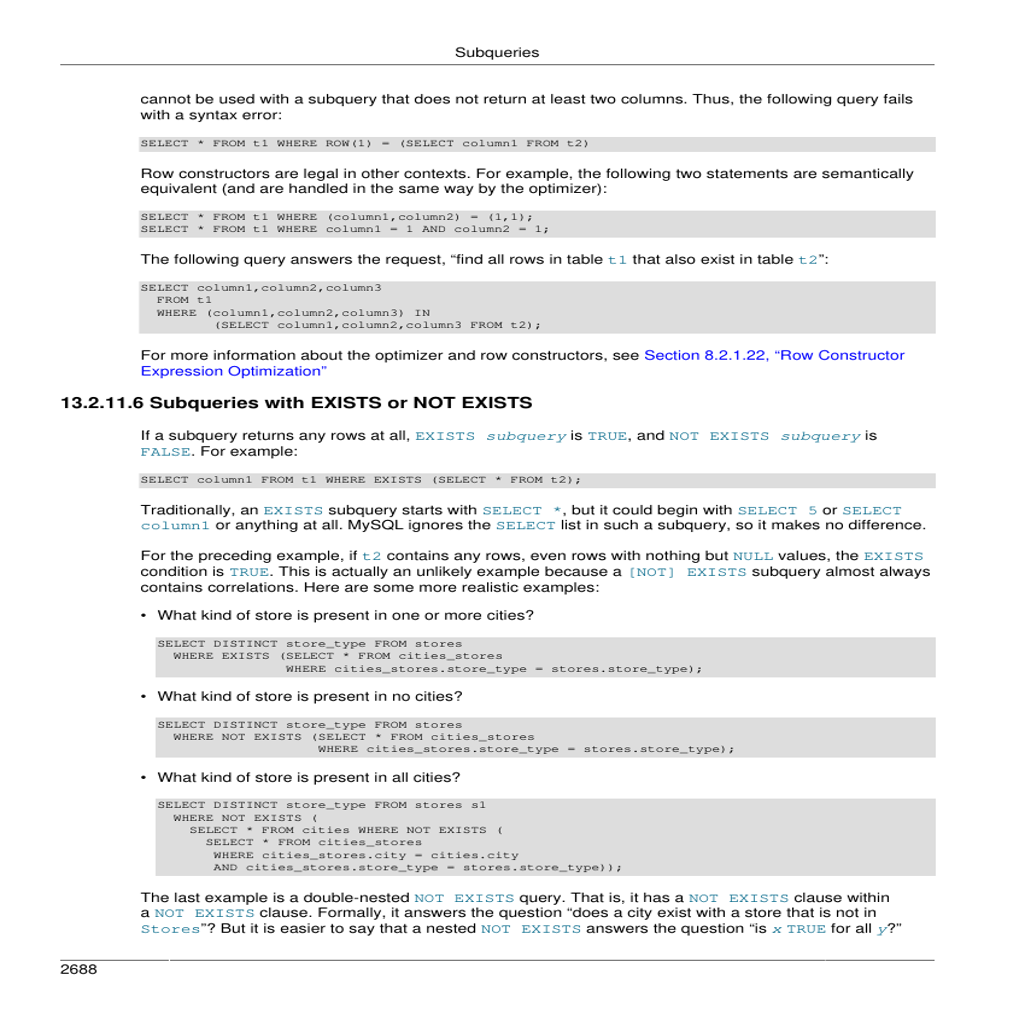 Subqueries
cannot be used with a subquery that does not return at least two columns. Thus, the following query fails
with a syntax error:
SELECT * FROM t1 WHERE ROW(1) = (SELECT column1 FROM t2)
Row constructors are legal in other contexts. For example, the following two statements are semantically
equivalent (and are handled in the same way by the optimizer):
SELECT * FROM t1 WHERE (column1,column2) = (1,1);
SELECT * FROM t1 WHERE column1 = 1 AND column2 = 1;
The following query answers the request, “find all rows in table t1 that also exist in table t2”:
SELECT column1,column2,column3
  FROM t1
  WHERE (column1,column2,column3) IN
         (SELECT column1,column2,column3 FROM t2);
For more information about the optimizer and row constructors, see Section 8.2.1.22, “Row Constructor
Expression Optimization”
13.2.11.6 Subqueries with EXISTS or NOT EXISTS
If a subquery returns any rows at all, EXISTS subquery is TRUE, and NOT EXISTS subquery is
FALSE. For example:
SELECT column1 FROM t1 WHERE EXISTS (SELECT * FROM t2);
Traditionally, an EXISTS subquery starts with SELECT *, but it could begin with SELECT 5 or SELECT
column1 or anything at all. MySQL ignores the SELECT list in such a subquery, so it makes no difference.
For the preceding example, if t2 contains any rows, even rows with nothing but NULL values, the EXISTS
condition is TRUE. This is actually an unlikely example because a [NOT] EXISTS subquery almost always
contains correlations. Here are some more realistic examples:
• What kind of store is present in one or more cities?
SELECT DISTINCT store_type FROM stores
  WHERE EXISTS (SELECT * FROM cities_stores
                WHERE cities_stores.store_type = stores.store_type);
• What kind of store is present in no cities?
SELECT DISTINCT store_type FROM stores
  WHERE NOT EXISTS (SELECT * FROM cities_stores
                    WHERE cities_stores.store_type = stores.store_type);
• What kind of store is present in all cities?
SELECT DISTINCT store_type FROM stores s1
  WHERE NOT EXISTS (
    SELECT * FROM cities WHERE NOT EXISTS (
      SELECT * FROM cities_stores
       WHERE cities_stores.city = cities.city
       AND cities_stores.store_type = stores.store_type));
The last example is a double-nested NOT EXISTS query. That is, it has a NOT EXISTS clause within
a NOT EXISTS clause. Formally, it answers the question “does a city exist with a store that is not in
Stores”? But it is easier to say that a nested NOT EXISTS answers the question “is x TRUE for all y?”
2688